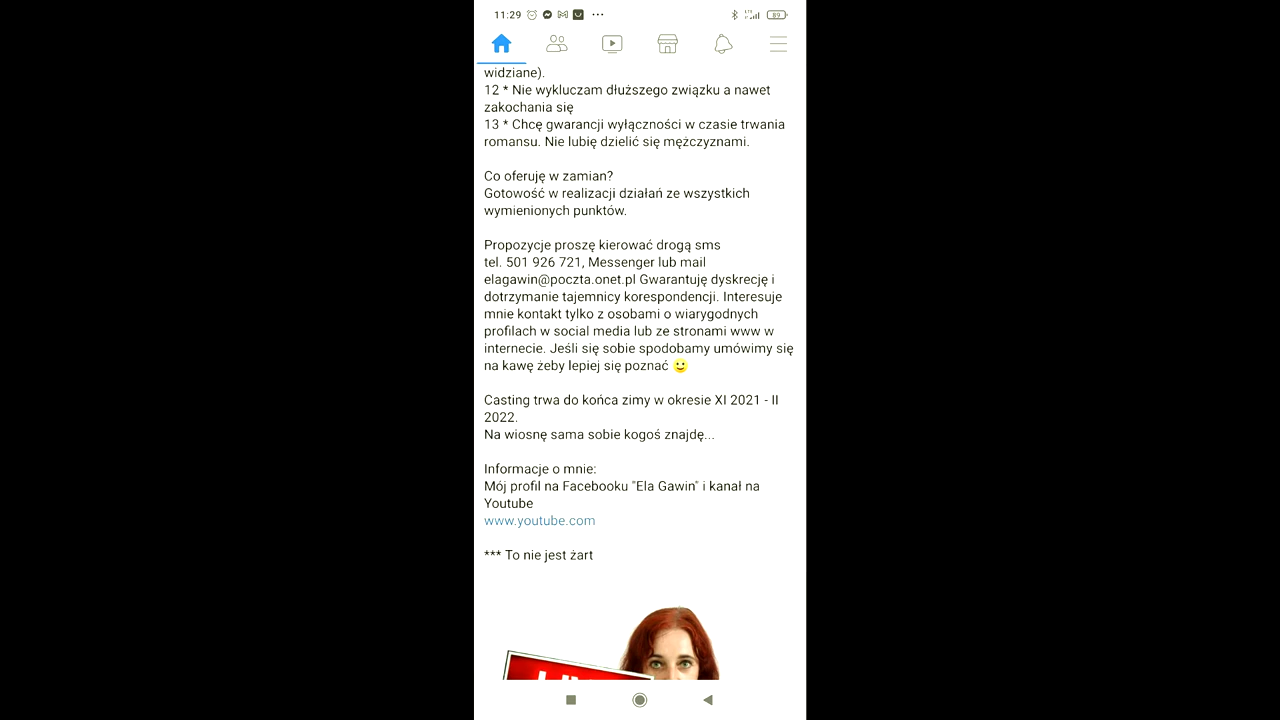 11:29
LTE
89
widziane).
12 * Nie wykluczam dłuższego związku a nawet
zakochania się
13 * Chcę gwarancji wyłączności w czasie trwania
romansu. Nie lubię dzielić się mężczyznami.
Co oferuję w zamian?
Gotowość w realizacji działań ze wszystkich
wymienionych punktów.
Propozycje proszę kierować drogą sms
tel. 501 926 721, Messenger lub mail
elagawin@poczta.onet.pl Gwarantuję dyskrecję i
dotrzymanie tajemnicy korespondencji. Interesuje
mnie kontakt tylko z osobami o wiarygodnych
profilach w social media lub ze stronami www w
internecie. Jeśli się sobie spodobamy umówimy się
na kawę żeby lepiej się poznać 🙂
Casting trwa do końca zimy w okresie XI 2021 - II
2022.
Na wiosnę sama sobie kogoś znajdę...
Informacje o mnie:
Mój profil na Facebooku "Ela Gawin" i kanał na
Youtube
www.youtube.com
*** To nie jest żart